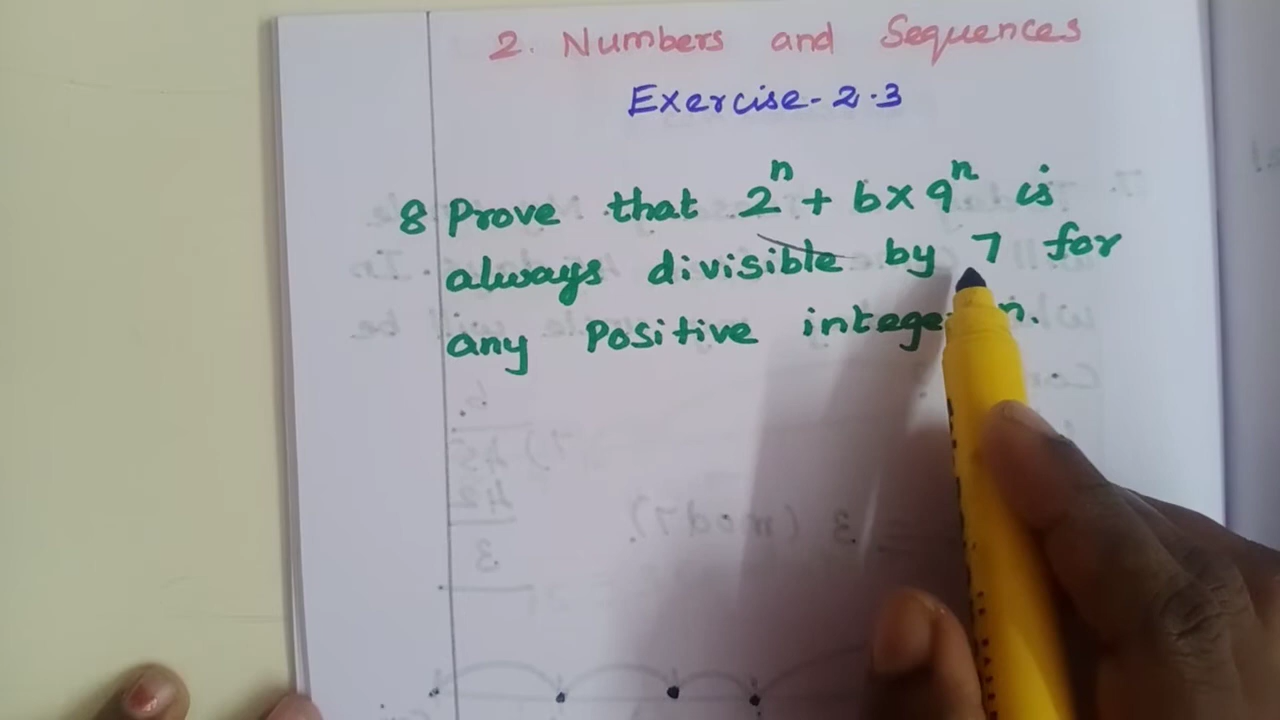 2. Numbers and Sequences
Exercise-2.3
8 Prove that 2ⁿ + 6×9ⁿ is
always divisible by 7 for
any Positive intege n.